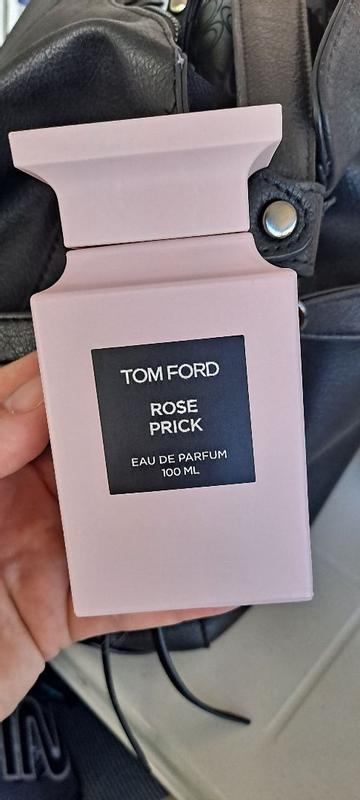 TOM FORD
ROSE
PRICK
EAU DE PARFUM
100 ML